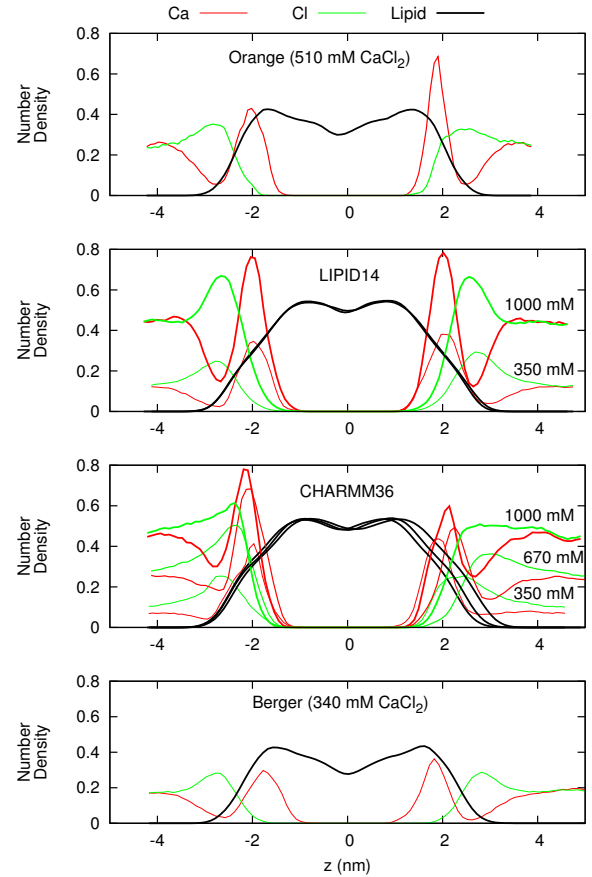 Ca Cl Lipid
Number
Density
0.8
0.6
0.4
0.2
0
Orange (510 mM CaCl2)
-4 -2 0 2 4
Number
Density
0.8
0.6
0.4
0.2
0
LIPID14
1000 mM
350 mM
-4 -2 0 2 4
Number
Density
0.8
0.6
0.4
0.2
0
CHARMM36
1000 mM
670 mM
350 mM
-4 -2 0 2 4
Number
Density
0.8
0.6
0.4
0.2
0
Berger (340 mM CaCl2)
-4 -2 0 2 4
z (nm)